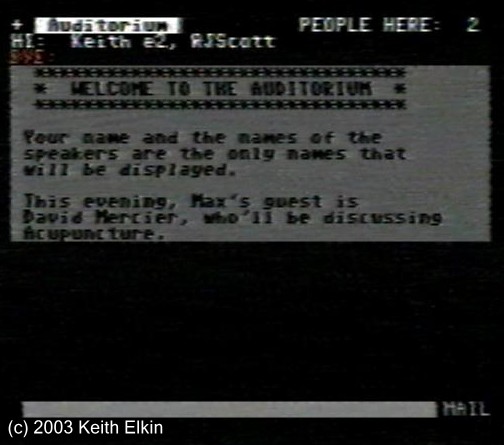 + Auditorium PEOPLE HERE: 2
HI: Keith e2, RJScott
BYE:
***********************************
* WELCOME TO THE AUDITORIUM *
***********************************
Your name and the names of the
speakers are the only names that
will be displayed.
This evening, Max's guest is
David Mercier, who'll be discussing
Acupuncture.
MAIL
(c) 2003 Keith Elkin